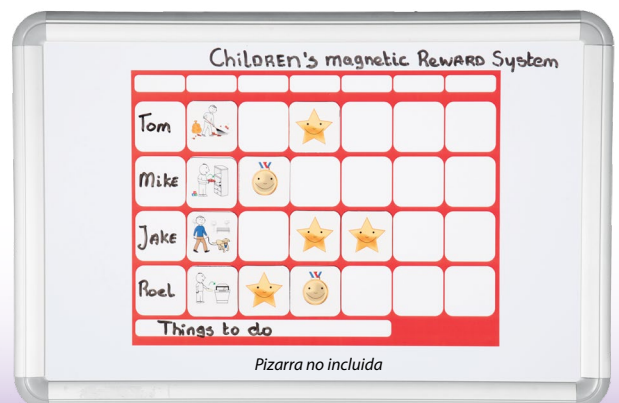 Children's magnetic Reward System
Tom
Mike
Jake
Roel
Things to do
Pizarra no incluida